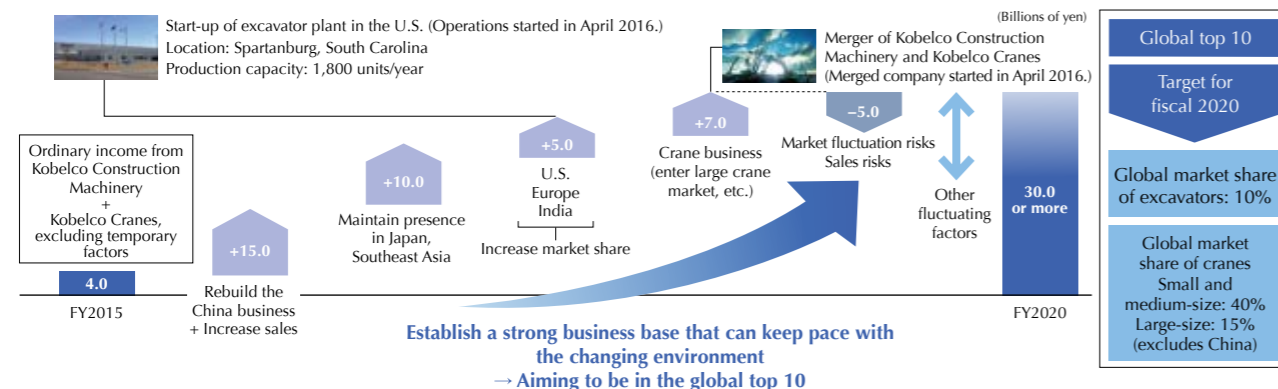 Start-up of excavator plant in the U.S. (Operations started in April 2016.)
Location: Spartanburg, South Carolina
Production capacity: 1,800 units/year
(Billions of yen)
Merger of Kobelco Construction
Machinery and Kobelco Cranes
(Merged company started in April 2016.)
Ordinary income from
Kobelco Construction
Machinery
+
Kobelco Cranes,
excluding temporary
factors
4.0
FY2015
+15.0
Rebuild the
China business
+ Increase sales
+10.0
Maintain presence
in Japan,
Southeast Asia
+5.0
U.S.
Europe
India
Increase market share
+7.0
Crane business
(enter large crane
market, etc.)
−5.0
Market fluctuation risks
Sales risks
Other
fluctuating
factors
30.0
or more
FY2020
Establish a strong business base that can keep pace with
the changing environment
→ Aiming to be in the global top 10
Global top 10
Target for
fiscal 2020
Global market share
of excavators: 10%
Global market
share of cranes
Small and
medium-size: 40%
Large-size: 15%
(excludes China)